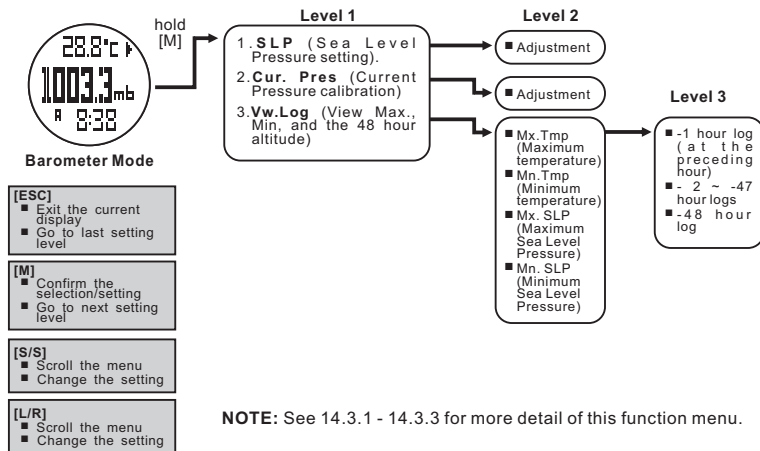 28.8°C
1003.3mb
A 8:38
Barometer Mode
hold
[M]
Level 1
1.SLP (Sea Level
Pressure setting).
2.Cur. Pres (Current
Pressure calibration)
3.Vw.Log (View Max.,
Min, and the 48 hour
altitude)
Level 2
Adjustment
Adjustment
Mx.Tmp
(Maximum
temperature)
Mn.Tmp
(Minimum
temperature)
Mx. SLP
(Maximum
Sea Level
Pressure)
Mn. SLP
(Minimum
Sea Level
Pressure)
Level 3
-1 hour log
(at the
preceding
hour)
- 2 ~ -47
hour logs
-48 hour
log
[ESC]
Exit the current
display
Go to last setting
level
[M]
Confirm the
selection/setting
Go to next setting
level
[S/S]
Scroll the menu
Change the setting
[L/R]
Scroll the menu
Change the setting
NOTE: See 14.3.1 - 14.3.3 for more detail of this function menu.